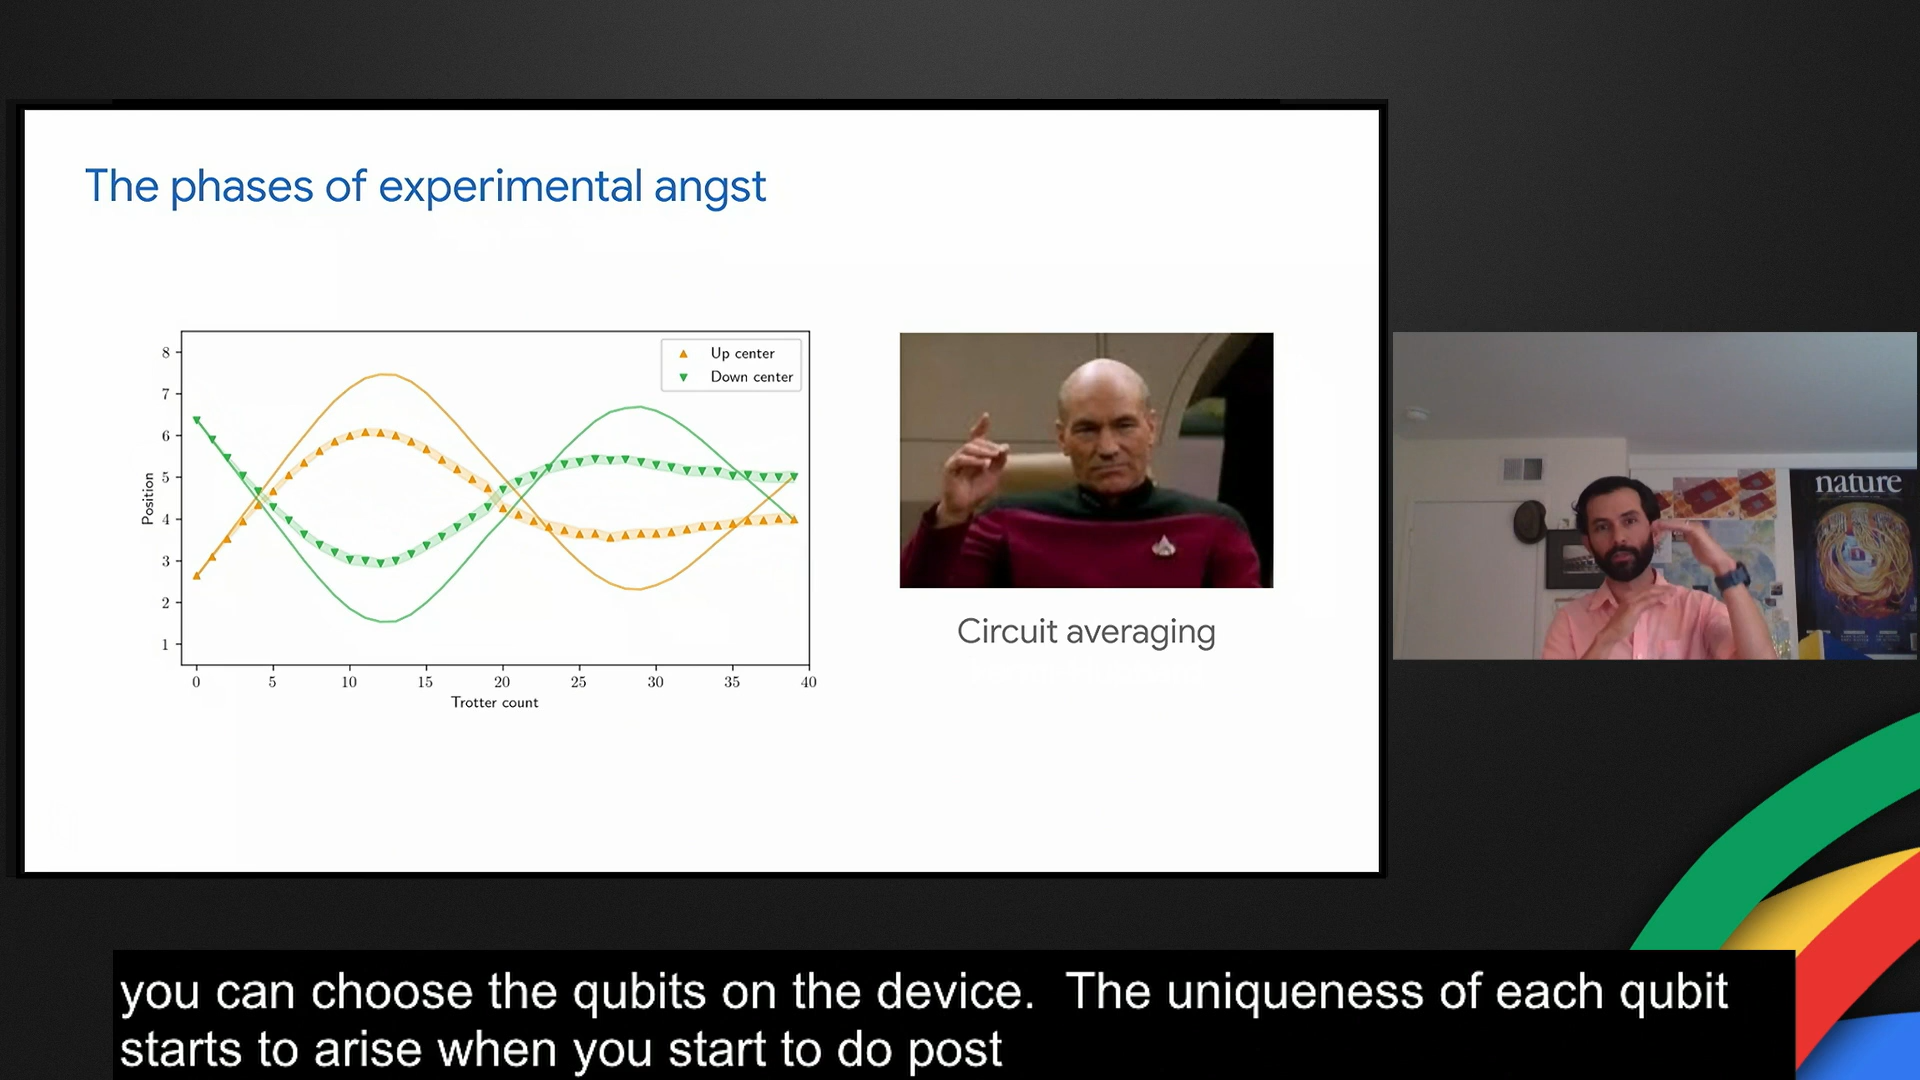 The phases of experimental angst
Up center
Down center
8
7
6
5
4
3
2
1
Position
0 5 10 15 20 25 30 35 40
Trotter count
Circuit averaging
nature
you can choose the qubits on the device. The uniqueness of each qubit
starts to arise when you start to do post